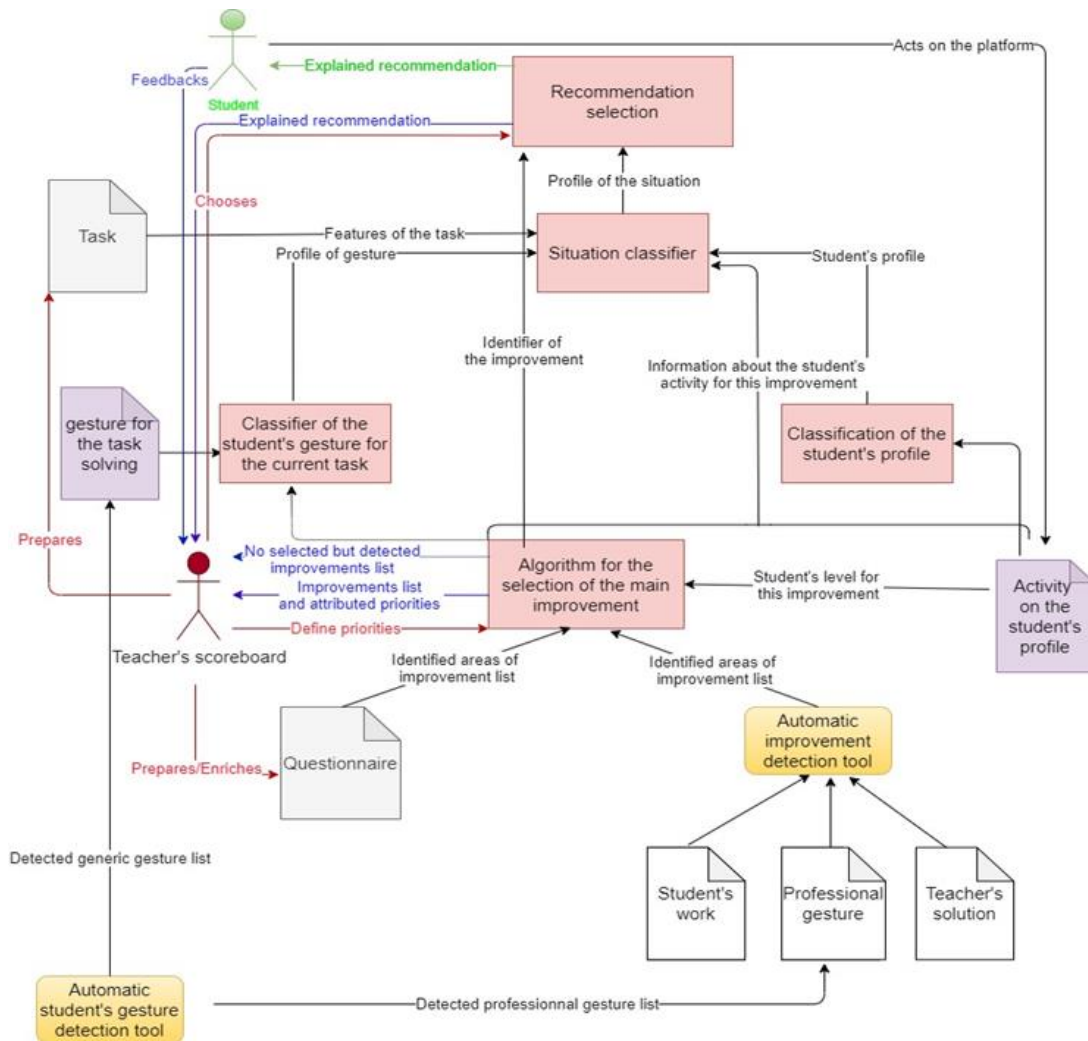 Acts on the platform
Explained recommendation
Feedbacks
Student
Recommendation
selection
Explained recommendation
Profile of the situation
Chooses
Task
Features of the task
Profile of gesture
Situation classifier
Student's profile
Identifier of
the improvement
Information about the student's
activity for this improvement
gesture for
the task
solving
Classifier of the
student's gesture for
the current task
Classification of the
student's profile
Prepares
No selected but detected
improvements list
Improvements list
and attributed priorities
Define priorities
Algorithm for the
selection of the main
improvement
Student's level for
this improvement
Activity
on the
student's
profile
Teacher's scoreboard
Identified areas of
improvement list
Identified areas of
improvement list
Prepares/Enriches
Questionnaire
Automatic
improvement
detection tool
Detected generic gesture list
Student's
work
Professional
gesture
Teacher's
solution
Automatic
student's gesture
detection tool
Detected professionnal gesture list